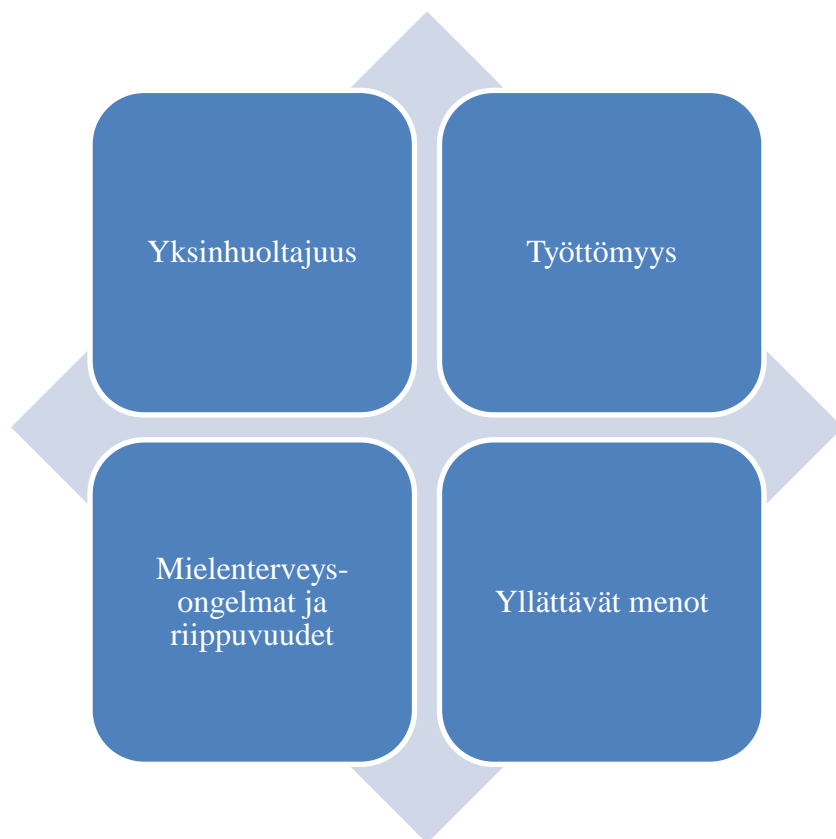 Yksinhuoltajuus
Työttömyys
Mielenterveys-
ongelmat ja
riippuvuudet
Yllättävät menot